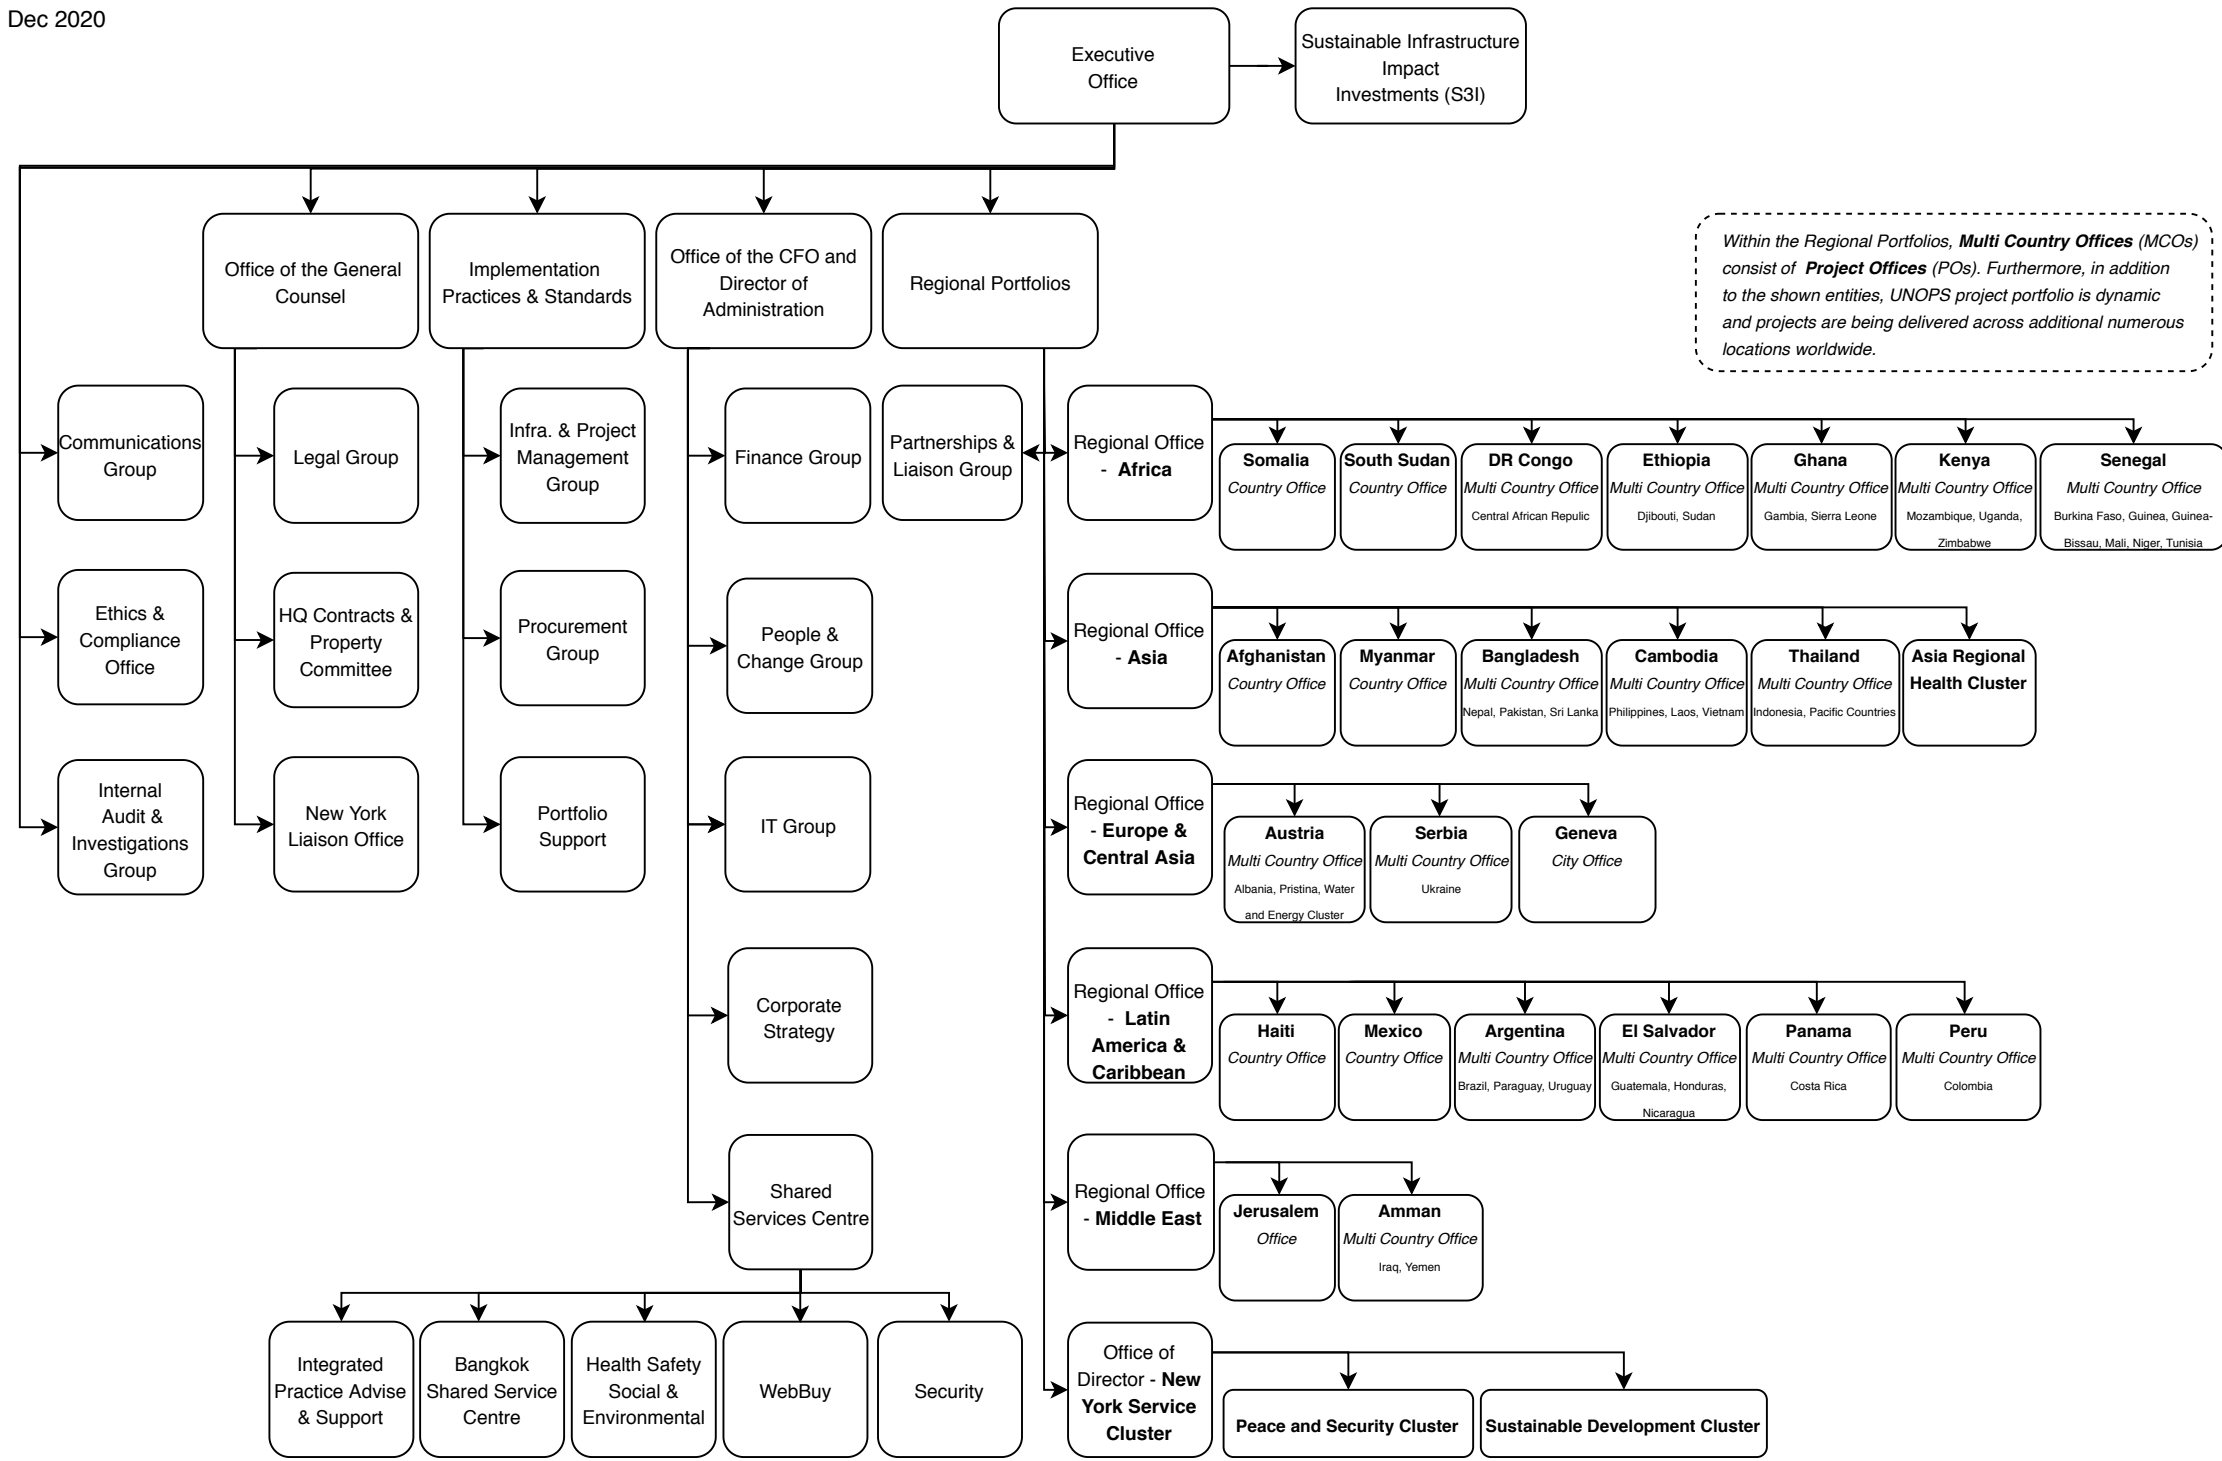 Dec 2020
Executive
Office
Sustainable Infrastructure
Impact
Investments (S3I)
Office of the General
Counsel
Implementation
Practices & Standards
Office of the CFO and
Director of
Administration
Regional Portfolios
Within the Regional Portfolios, Multi Country Offices (MCOs)
consist of Project Offices (POs). Furthermore, in addition
to the shown entities, UNOPS project portfolio is dynamic
and projects are being delivered across additional numerous
locations worldwide.
Communications
Group
Legal Group
Infra. & Project
Management
Group
Finance Group
Partnerships &
Liaison Group
Regional Office
- Africa
Somalia
Country Office
South Sudan
Country Office
DR Congo
Multi Country Office
Central African Repulic
Ethiopia
Multi Country Office
Djibouti, Sudan
Ghana
Multi Country Office
Gambia, Sierra Leone
Kenya
Multi Country Office
Mozambique, Uganda,
Zimbabwe
Senegal
Multi Country Office
Burkina Faso, Guinea, Guinea-
Bissau, Mali, Niger, Tunisia
Ethics &
Compliance
Office
HQ Contracts &
Property
Committee
Procurement
Group
People &
Change Group
Regional Office
- Asia
Afghanistan
Country Office
Myanmar
Country Office
Bangladesh
Multi Country Office
Nepal, Pakistan, Sri Lanka
Cambodia
Multi Country Office
Philippines, Laos, Vietnam
Thailand
Multi Country Office
Indonesia, Pacific Countries
Asia Regional
Health Cluster
Internal
Audit &
Investigations
Group
New York
Liaison Office
Portfolio
Support
IT Group
Regional Office
- Europe &
Central Asia
Austria
Multi Country Office
Albania, Pristina, Water
and Energy Cluster
Serbia
Multi Country Office
Ukraine
Geneva
City Office
Corporate
Strategy
Regional Office
- Latin
America &
Caribbean
Haiti
Country Office
Mexico
Country Office
Argentina
Multi Country Office
Brazil, Paraguay, Uruguay
El Salvador
Multi Country Office
Guatemala, Honduras,
Nicaragua
Panama
Multi Country Office
Costa Rica
Peru
Multi Country Office
Colombia
Shared
Services Centre
Regional Office
- Middle East
Jerusalem
Office
Amman
Multi Country Office
Iraq, Yemen
Integrated
Practice Advise
& Support
Bangkok
Shared Service
Centre
Health Safety
Social &
Environmental
WebBuy
Security
Office of
Director - New
York Service
Cluster
Peace and Security Cluster
Sustainable Development Cluster